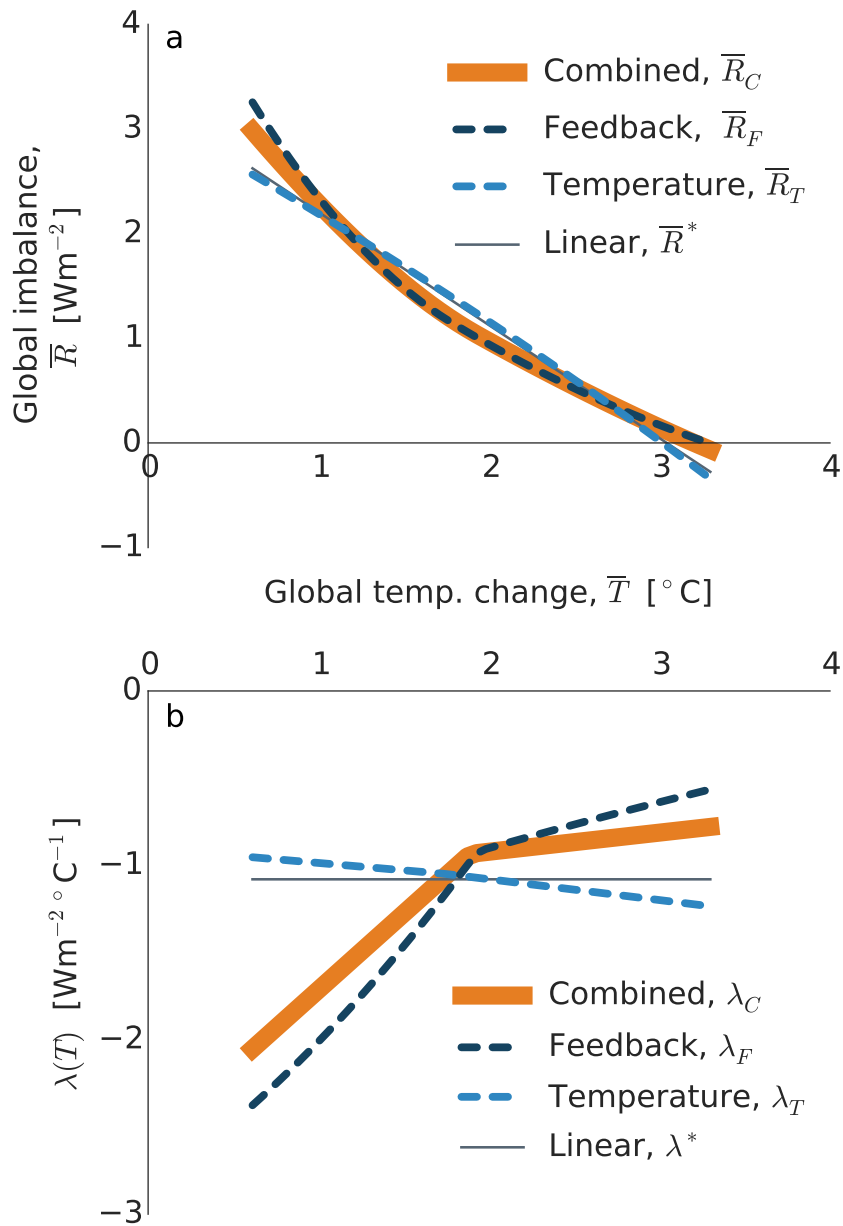 4
a
Combined, R̅_C
3
Feedback, R̅_F
Temperature, R̅_T
2
Linear, R̅*
Global imbalance,
R̅ [Wm⁻²]
1
0
0 1 2 3 4
−1
Global temp. change, T̅ [°C]
0 1 2 3 4
0
b
−1
λ(T) [Wm⁻²°C⁻¹]
Combined, λ_C
−2
Feedback, λ_F
Temperature, λ_T
Linear, λ*
−3